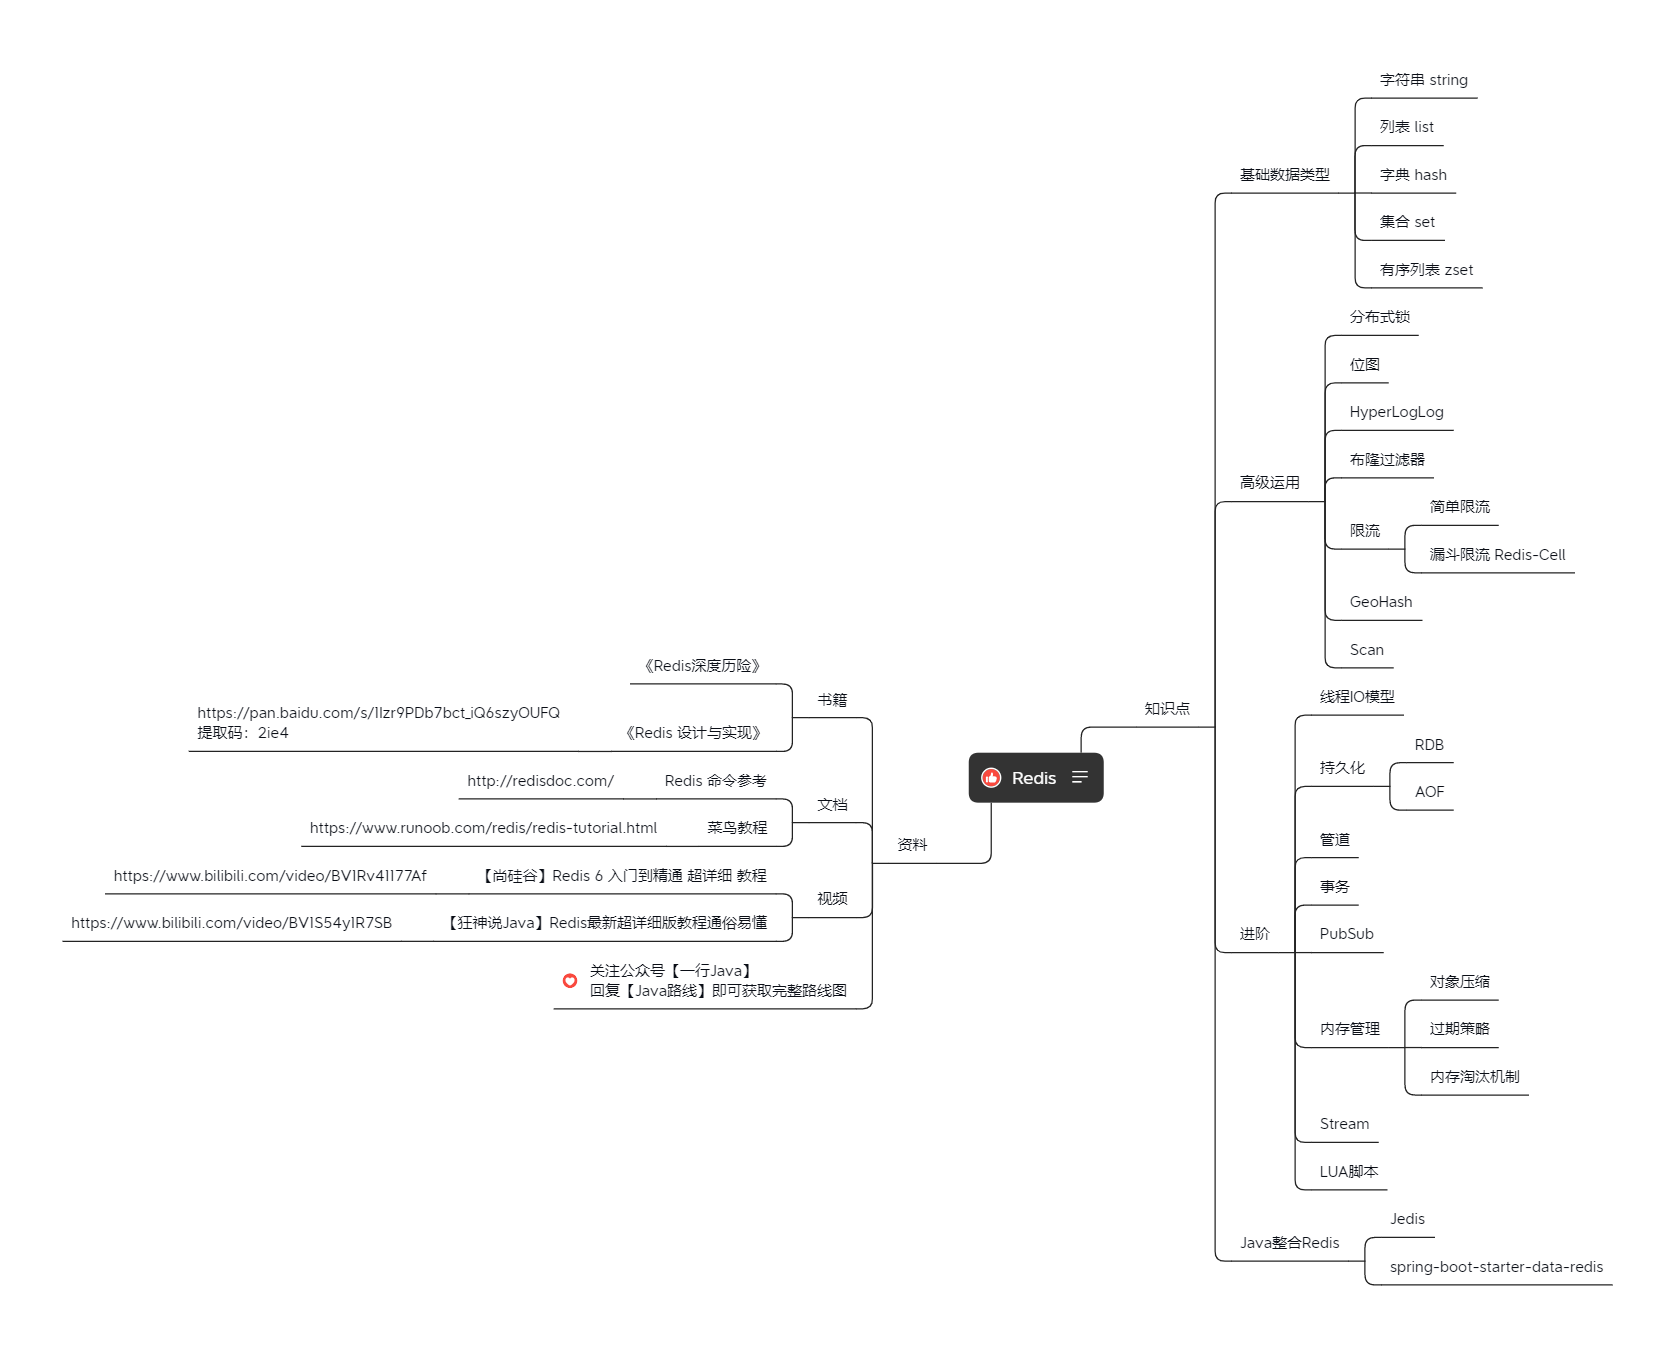 Redis
知识点
基础数据类型
字符串 string
列表 list
字典 hash
集合 set
有序列表 zset
高级运用
分布式锁
位图
HyperLogLog
布隆过滤器
限流
简单限流
漏斗限流 Redis-Cell
GeoHash
Scan
进阶
线程IO模型
持久化
RDB
AOF
管道
事务
PubSub
内存管理
对象压缩
过期策略
内存淘汰机制
Stream
LUA脚本
Java整合Redis
Jedis
spring-boot-starter-data-redis
资料
书籍
《Redis深度历险》
《Redis 设计与实现》
https://pan.baidu.com/s/1Izr9PDb7bct_iQ6szyOUFQ
提取码：2ie4
文档
Redis 命令参考
http://redisdoc.com/
菜鸟教程
https://www.runoob.com/redis/redis-tutorial.html
视频
【尚硅谷】Redis 6 入门到精通 超详细 教程
https://www.bilibili.com/video/BV1Rv41177Af
【狂神说Java】Redis最新超详细版教程通俗易懂
https://www.bilibili.com/video/BV1S54y1R7SB
关注公众号【一行Java】
回复【Java路线】即可获取完整路线图